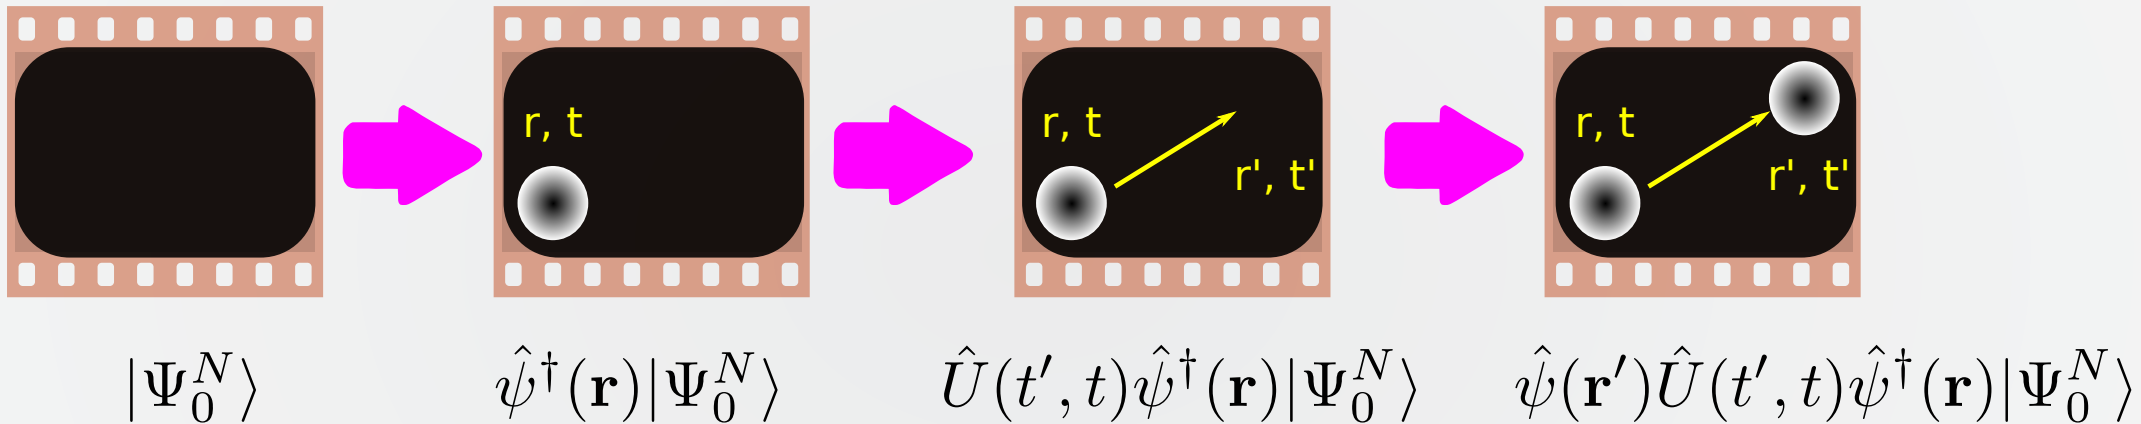 r, t
r, t
r', t'
r, t
r', t'
|Ψ₀ᴺ⟩
ψ̂†(𝐫)|Ψ₀ᴺ⟩
Û(t′, t)ψ̂†(𝐫)|Ψ₀ᴺ⟩
ψ̂(𝐫′)Û(t′, t)ψ̂†(𝐫)|Ψ₀ᴺ⟩